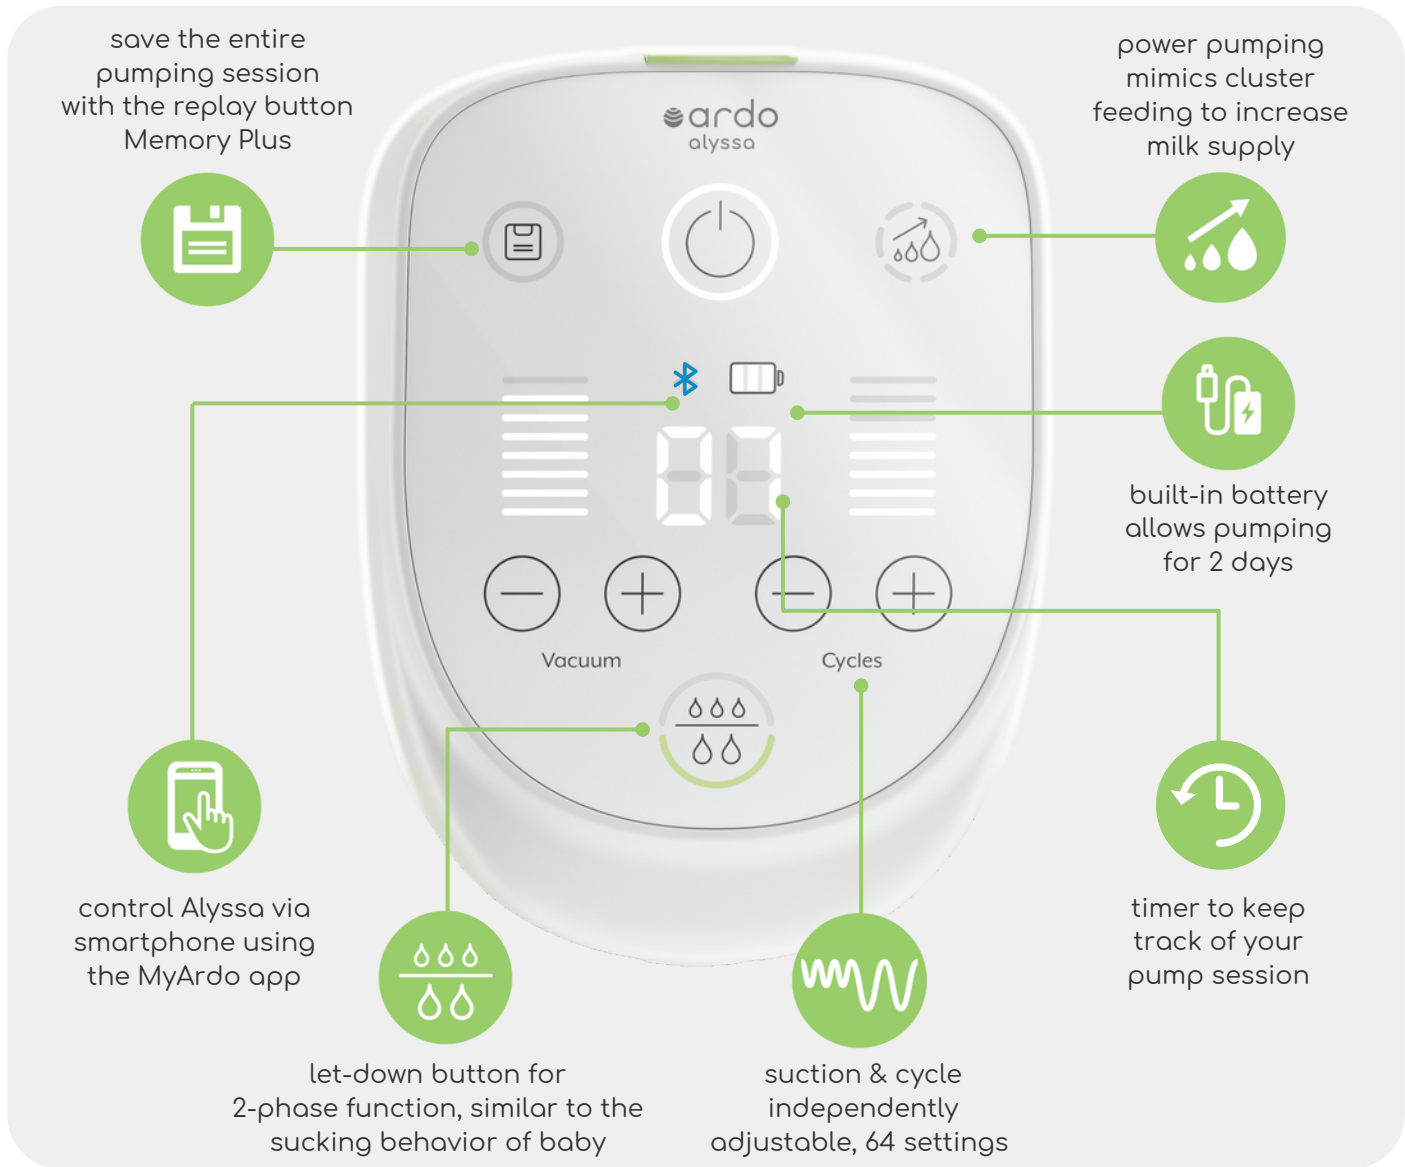 save the entire
pumping session
with the replay button
Memory Plus
power pumping
mimics cluster
feeding to increase
milk supply
ardo
alyssa
01
built-in battery
allows pumping
for 2 days
Vacuum
Cycles
control Alyssa via
smartphone using
the MyArdo app
timer to keep
track of your
pump session
let-down button for
2-phase function, similar to the
sucking behavior of baby
suction & cycle
independently
adjustable, 64 settings